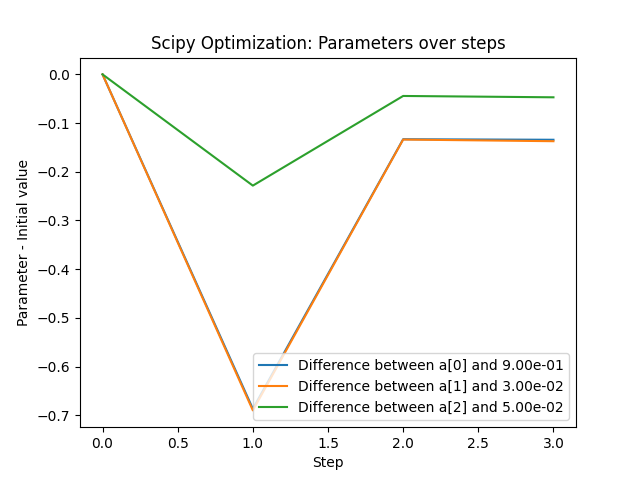 Scipy Optimization: Parameters over steps
Parameter - Initial value
0.0
−0.1
−0.2
−0.3
−0.4
−0.5
−0.6
−0.7
Difference between a[0] and 9.00e-01
Difference between a[1] and 3.00e-02
Difference between a[2] and 5.00e-02
0.0 0.5 1.0 1.5 2.0 2.5 3.0
Step